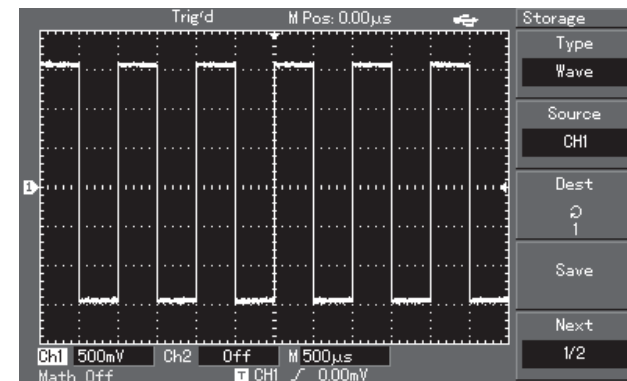 Trig'd M Pos: 0.00μs Storage
Type
Wave
Source
CH1
1
Dest
1
Save
Next
1/2
Ch1 500mV Ch2 Off M 500μs
Math Off T CH1 0.00mV